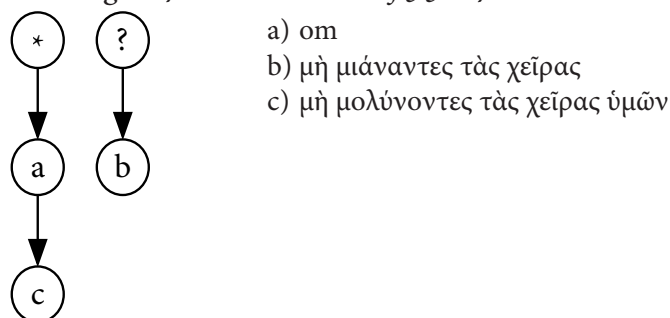 * ?
a) om
b) μὴ μιάναντες τὰς χεῖρας
c) μὴ μολύνοντες τὰς χεῖρας ὑμῶν
a b
c